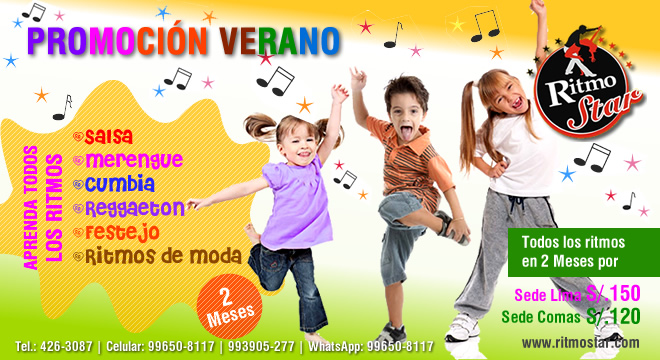 PROMOCIÓN VERANO
Ritmo
Star
APRENDA TODOS
LOS RITMOS
salsa
merengue
cumbia
Reggaeton
Festejo
Ritmos de moda
2
Meses
Todos los ritmos
en 2 Meses por
Sede Lima S/.150
Sede Comas S/.120
www.ritmostar.com
Tel.: 426-3087 | Celular: 99650-8117 | 993905-277 | WhatsApp: 99650-8117